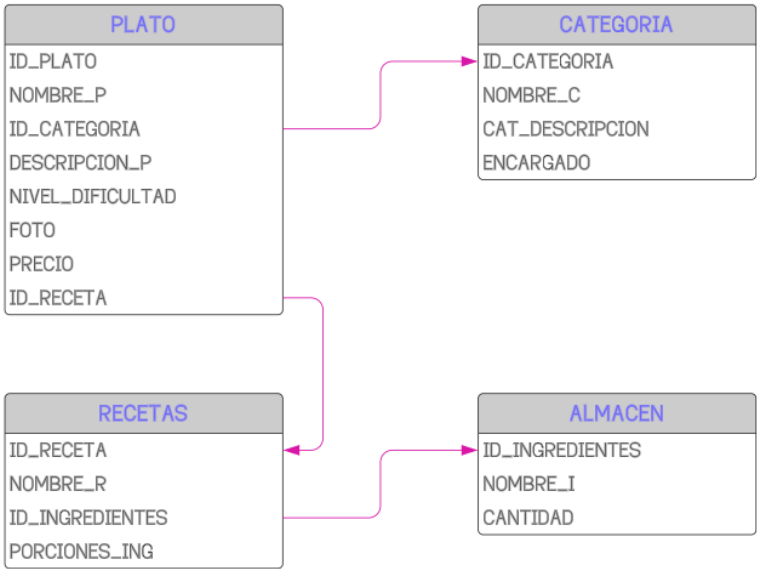 PLATO
ID_PLATO
NOMBRE_P
ID_CATEGORIA
DESCRIPCION_P
NIVEL_DIFICULTAD
FOTO
PRECIO
ID_RECETA
CATEGORIA
ID_CATEGORIA
NOMBRE_C
CAT_DESCRIPCION
ENCARGADO
RECETAS
ID_RECETA
NOMBRE_R
ID_INGREDIENTES
PORCIONES_ING
ALMACEN
ID_INGREDIENTES
NOMBRE_I
CANTIDAD